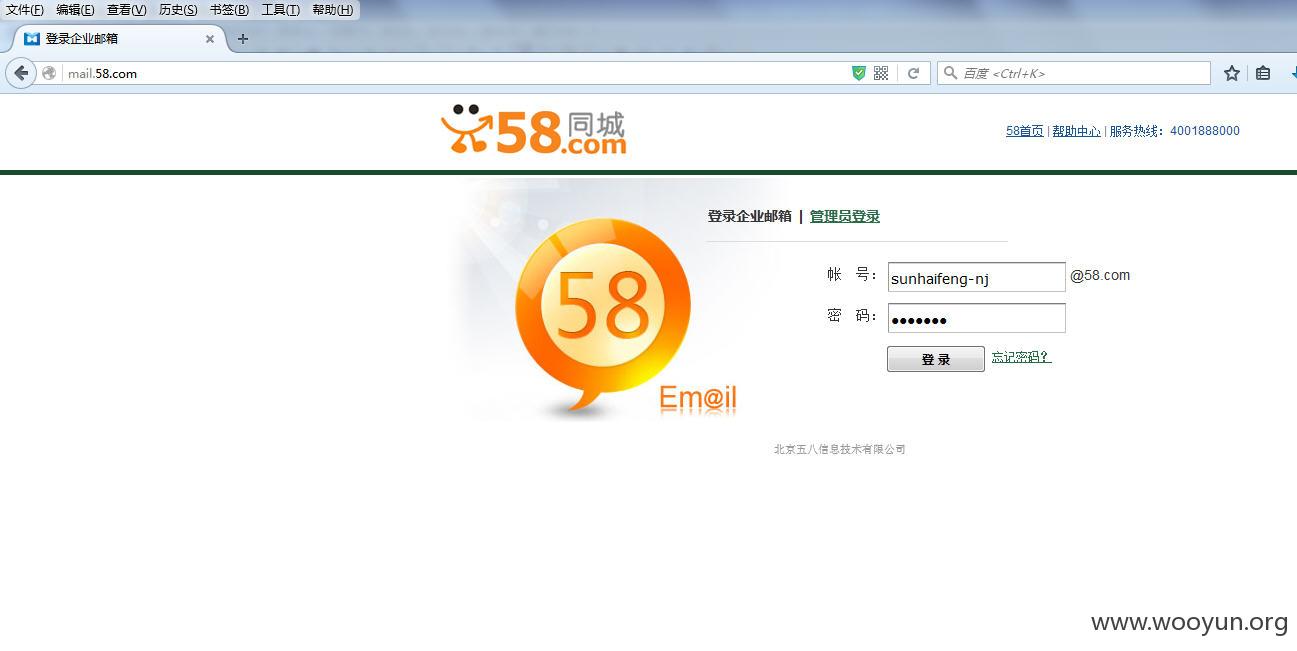 文件(F) 编辑(E) 查看(V) 历史(S) 书签(B) 工具(T) 帮助(H)
登录企业邮箱
mail.58.com
百度 <Ctrl+K>
58同城.com
58首页 | 帮助中心 | 服务热线：4001888000
登录企业邮箱 | 管理员登录
58
Em@il
帐 号： sunhaifeng-nj @58.com
密 码： ●●●●●●●
登 录 忘记密码？
北京五八信息技术有限公司
www.wooyun.org